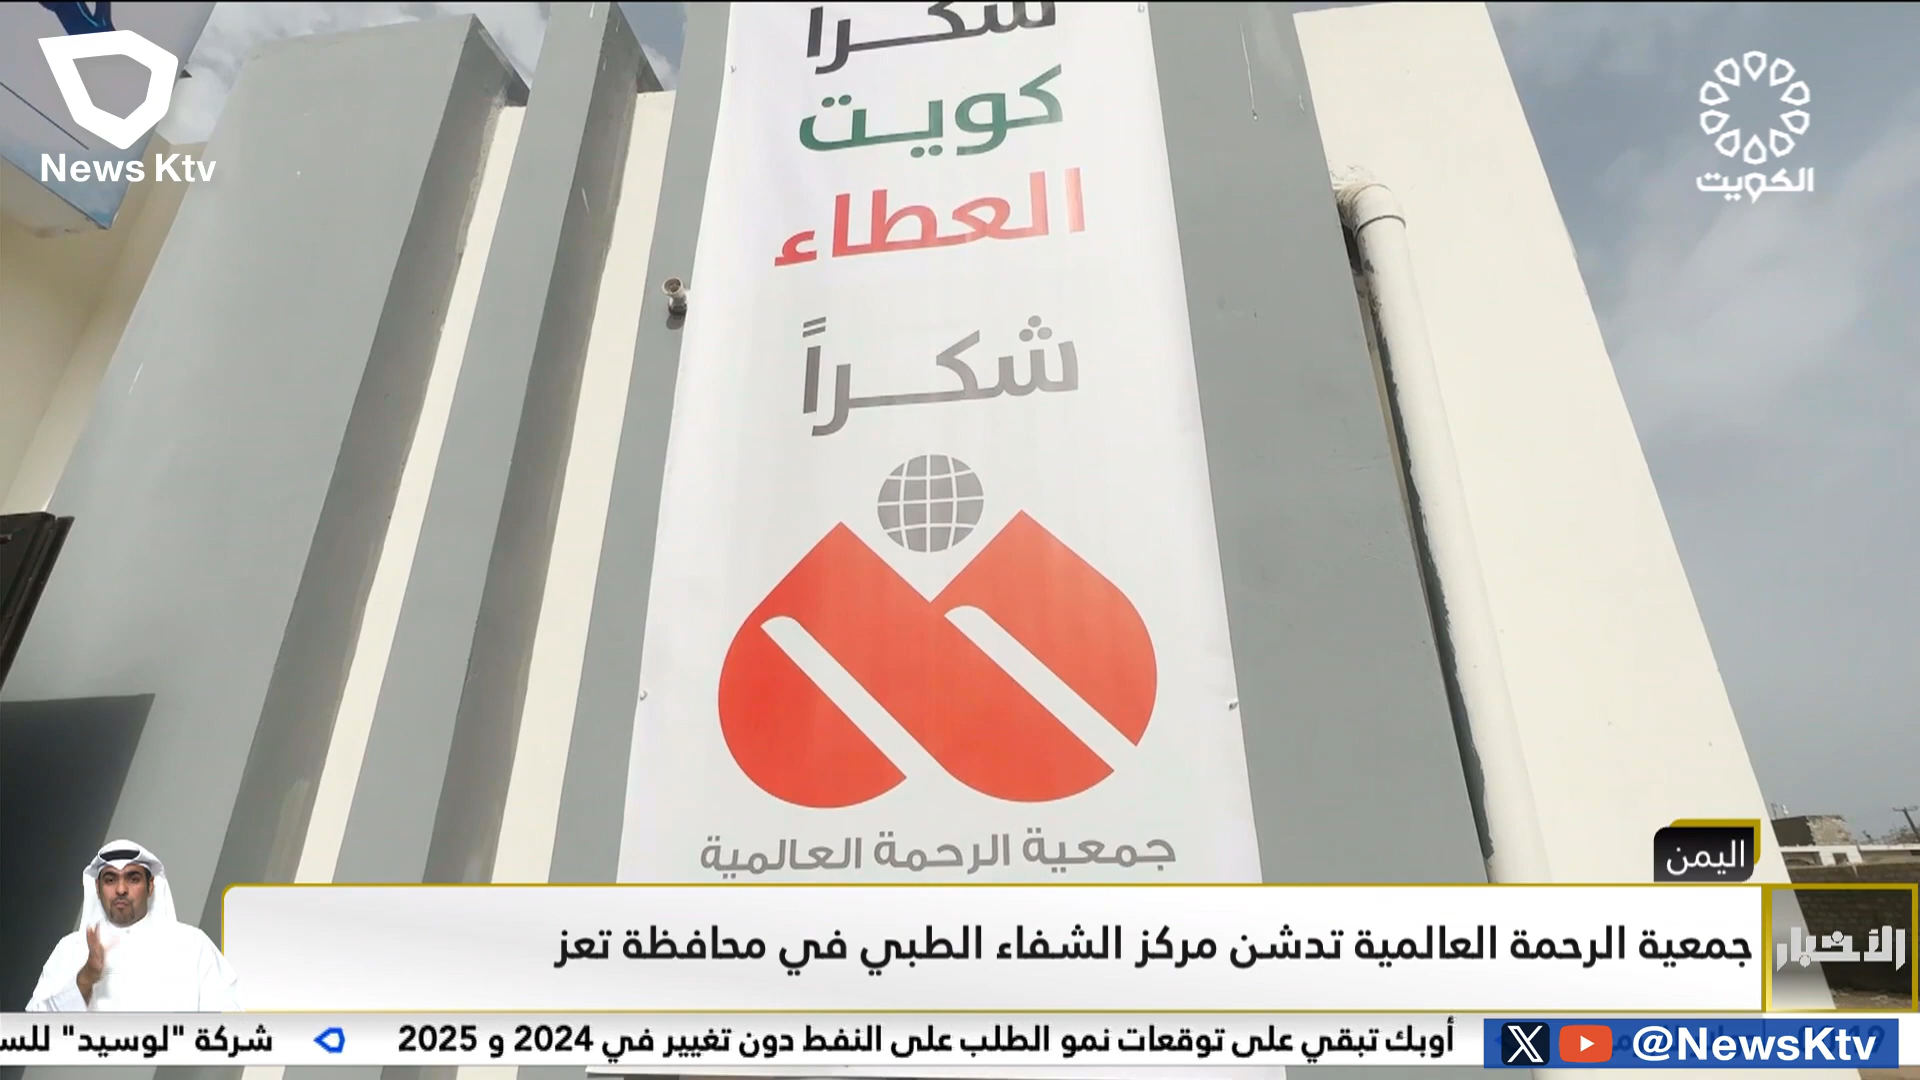 News Ktv
الكويت
شكراً
كويت
العطاء
شكراً
جمعية الرحمة العالمية
اليمن
الأخبار
جمعية الرحمة العالمية تدشن مركز الشفاء الطبي في محافظة تعز
أوبك تبقي على توقعات نمو الطلب على النفط دون تغيير في 2024 و 2025
شركة "لوسيد" للس
@NewsKtv